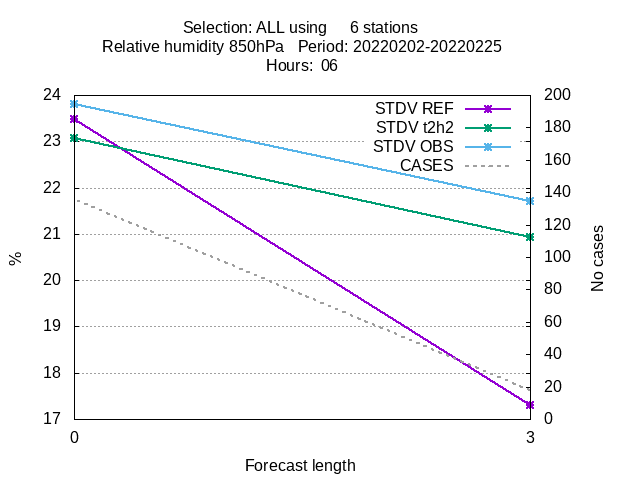 Selection: ALL using 6 stations
Relative humidity 850hPa Period: 20220202-20220225
Hours: 06
24 200
STDV REF
STDV t2h2
STDV OBS
CASES
23 180
22 160
21 140
20 120
19 100
18 80
17 60
40
20
0
%
No cases
0 3
Forecast length